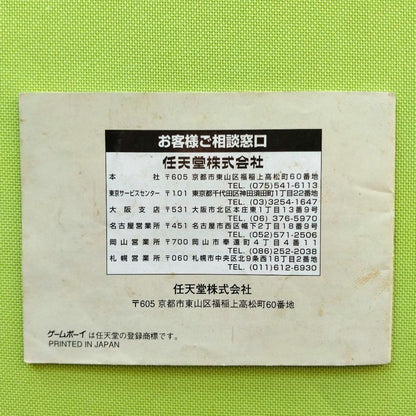 お客様ご相談窓口
任天堂株式会社
本　　　社 〒605 京都市東山区福稲上高松町60番地
TEL. (075)541-6113
東京サービスセンター 〒101 東京都千代田区神田須田町1丁目22番地
TEL. (03)3254-1647
大阪支店 〒531 大阪市北区本庄東1丁目13番9号
TEL. (06) 376-5970
名古屋営業所 〒451 名古屋市西区幅下2丁目18番9号
TEL. (052)571-2506
岡山営業所 〒700 岡山市奉還町4丁目4番11
TEL. (086)252-2038
札幌営業所 〒060 札幌市中央区北9条西18丁目2番地
TEL. (011)612-6930
任天堂株式会社
〒605 京都市東山区福稲上高松町60番地
ゲームボーイは任天堂の登録商標です。
PRINTED IN JAPAN